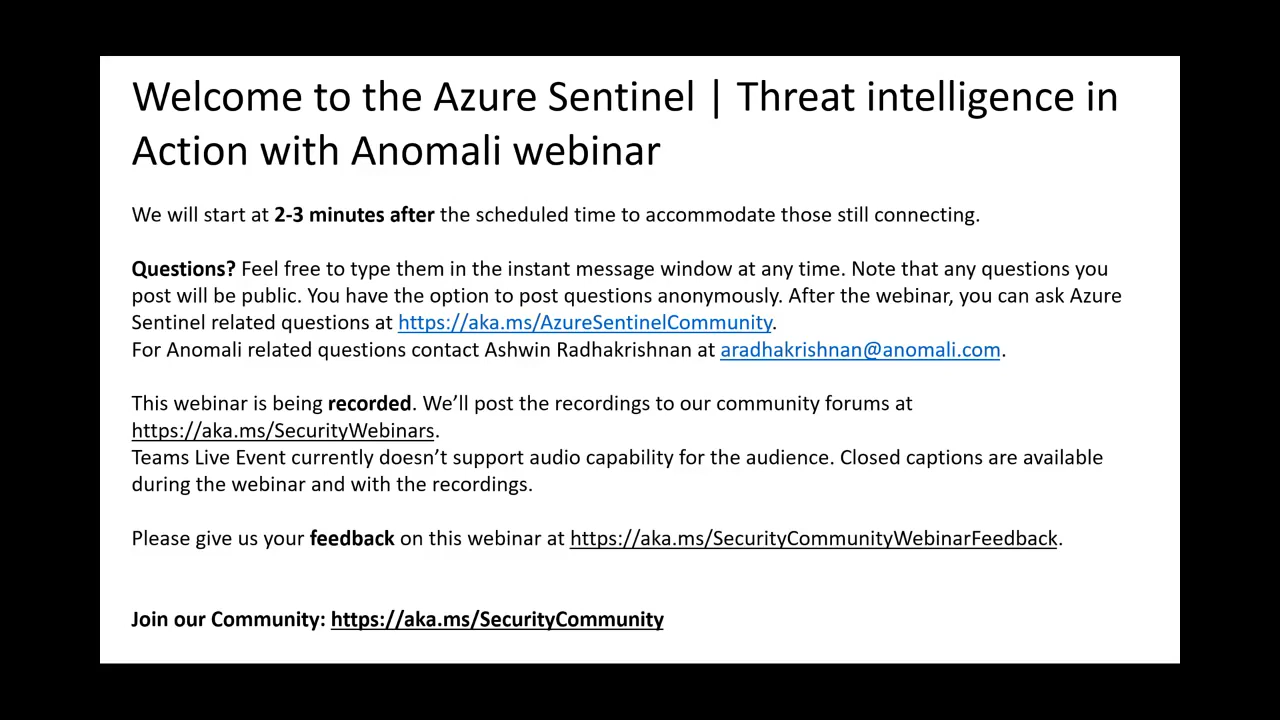 Welcome to the Azure Sentinel | Threat intelligence in
Action with Anomali webinar
We will start at 2-3 minutes after the scheduled time to accommodate those still connecting.
Questions? Feel free to type them in the instant message window at any time. Note that any questions you
post will be public. You have the option to post questions anonymously. After the webinar, you can ask Azure
Sentinel related questions at https://aka.ms/AzureSentinelCommunity.
For Anomali related questions contact Ashwin Radhakrishnan at aradhakrishnan@anomali.com.
This webinar is being recorded. We’ll post the recordings to our community forums at
https://aka.ms/SecurityWebinars.
Teams Live Event currently doesn’t support audio capability for the audience. Closed captions are available
during the webinar and with the recordings.
Please give us your feedback on this webinar at https://aka.ms/SecurityCommunityWebinarFeedback.
Join our Community: https://aka.ms/SecurityCommunity